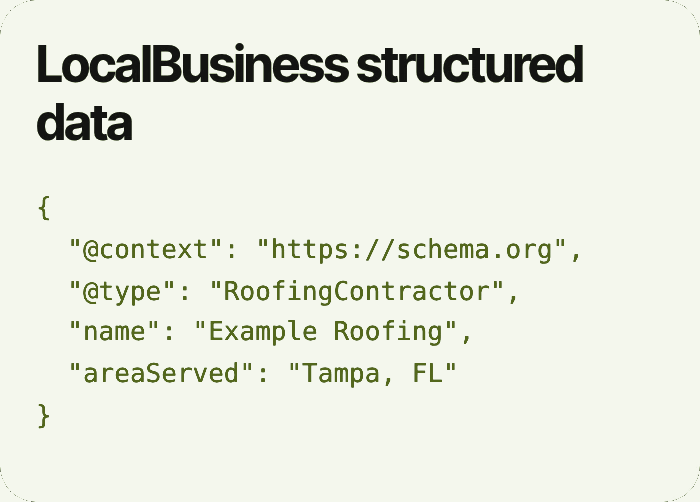 LocalBusiness structured
data
{
  "@context": "https://schema.org",
  "@type": "RoofingContractor",
  "name": "Example Roofing",
  "areaServed": "Tampa, FL"
}